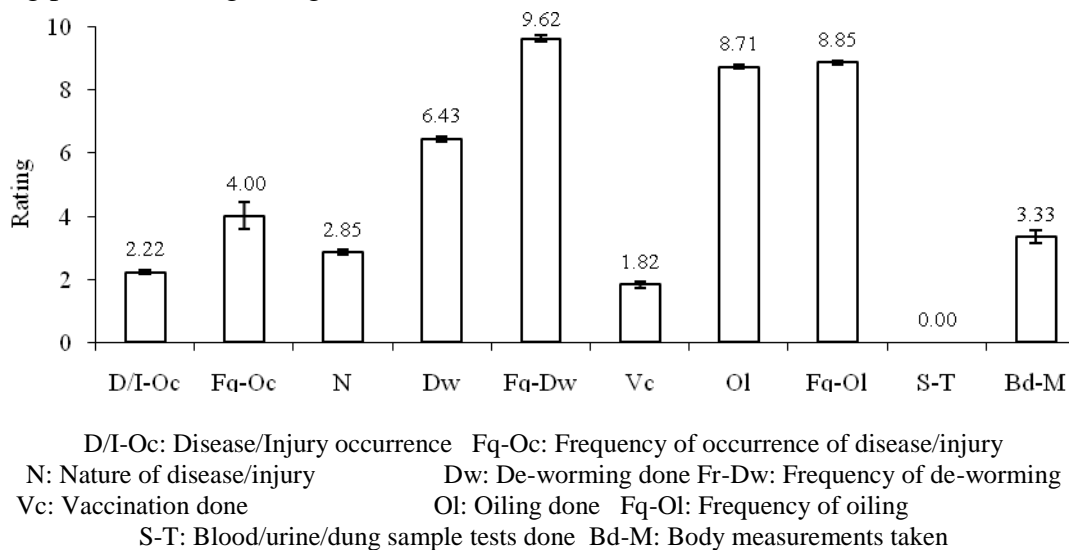 10
8
6
4
2
0
Rating
2.22
4.00
2.85
6.43
9.62
1.82
8.71
8.85
0.00
3.33
D/I-Oc Fq-Oc N Dw Fq-Dw Vc Ol Fq-Ol S-T Bd-M
D/I-Oc: Disease/Injury occurrence Fq-Oc: Frequency of occurrence of disease/injury
N: Nature of disease/injury Dw: De-worming done Fr-Dw: Frequency of de-worming
Vc: Vaccination done Ol: Oiling done Fq-Ol: Frequency of oiling
S-T: Blood/urine/dung sample tests done Bd-M: Body measurements taken